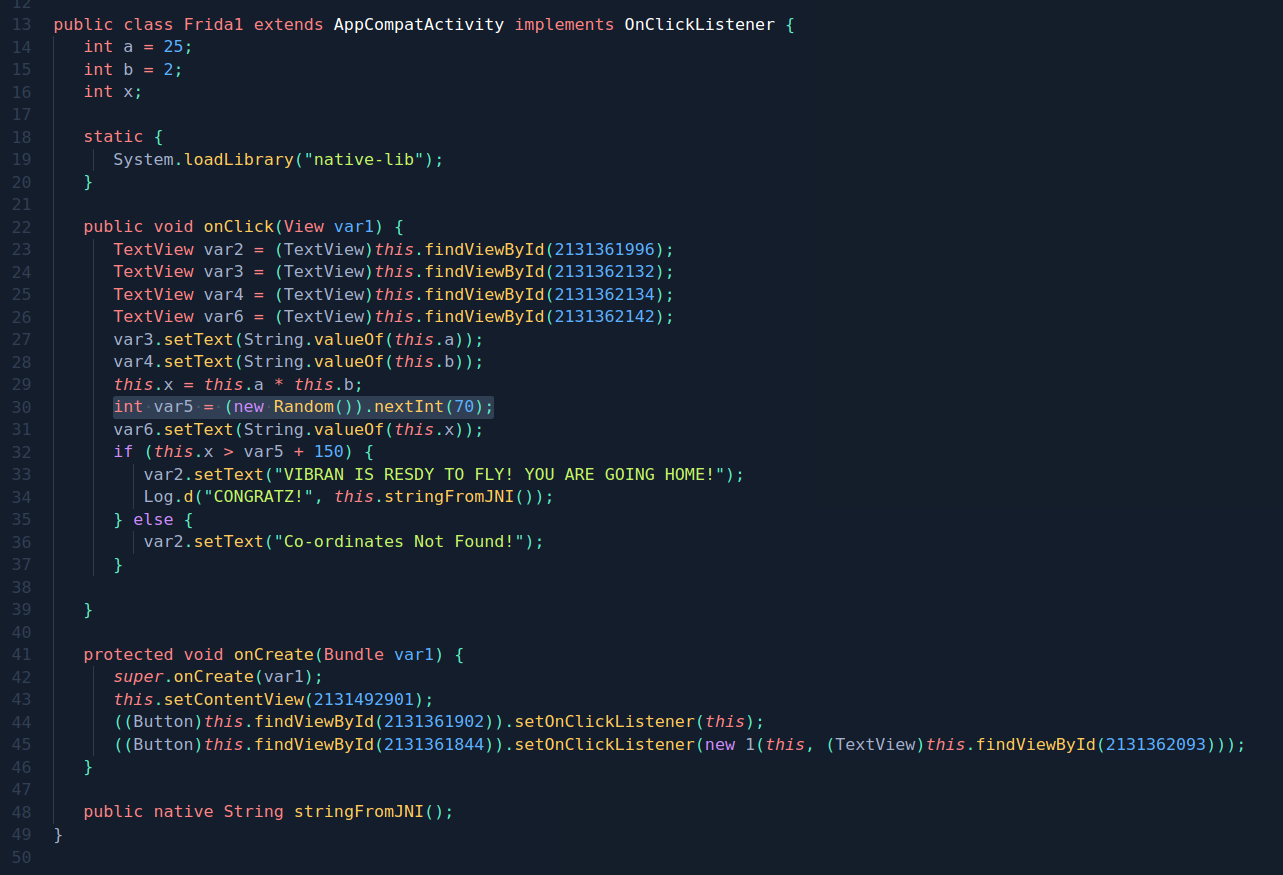 12
13 public class Frida1 extends AppCompatActivity implements OnClickListener {
14    int a = 25;
15    int b = 2;
16    int x;
17
18    static {
19       System.loadLibrary("native-lib");
20    }
21
22    public void onClick(View var1) {
23       TextView var2 = (TextView)this.findViewById(2131361996);
24       TextView var3 = (TextView)this.findViewById(2131362132);
25       TextView var4 = (TextView)this.findViewById(2131362134);
26       TextView var6 = (TextView)this.findViewById(2131362142);
27       var3.setText(String.valueOf(this.a));
28       var4.setText(String.valueOf(this.b));
29       this.x = this.a * this.b;
30       int var5 = (new Random()).nextInt(70);
31       var6.setText(String.valueOf(this.x));
32       if (this.x > var5 + 150) {
33          var2.setText("VIBRAN IS RESDY TO FLY! YOU ARE GOING HOME!");
34          Log.d("CONGRATZ!", this.stringFromJNI());
35       } else {
36          var2.setText("Co-ordinates Not Found!");
37       }
38
39    }
40
41    protected void onCreate(Bundle var1) {
42       super.onCreate(var1);
43       this.setContentView(2131492901);
44       ((Button)this.findViewById(2131361902)).setOnClickListener(this);
45       ((Button)this.findViewById(2131361844)).setOnClickListener(new 1(this, (TextView)this.findViewById(2131362093)));
46    }
47
48    public native String stringFromJNI();
49 }
50